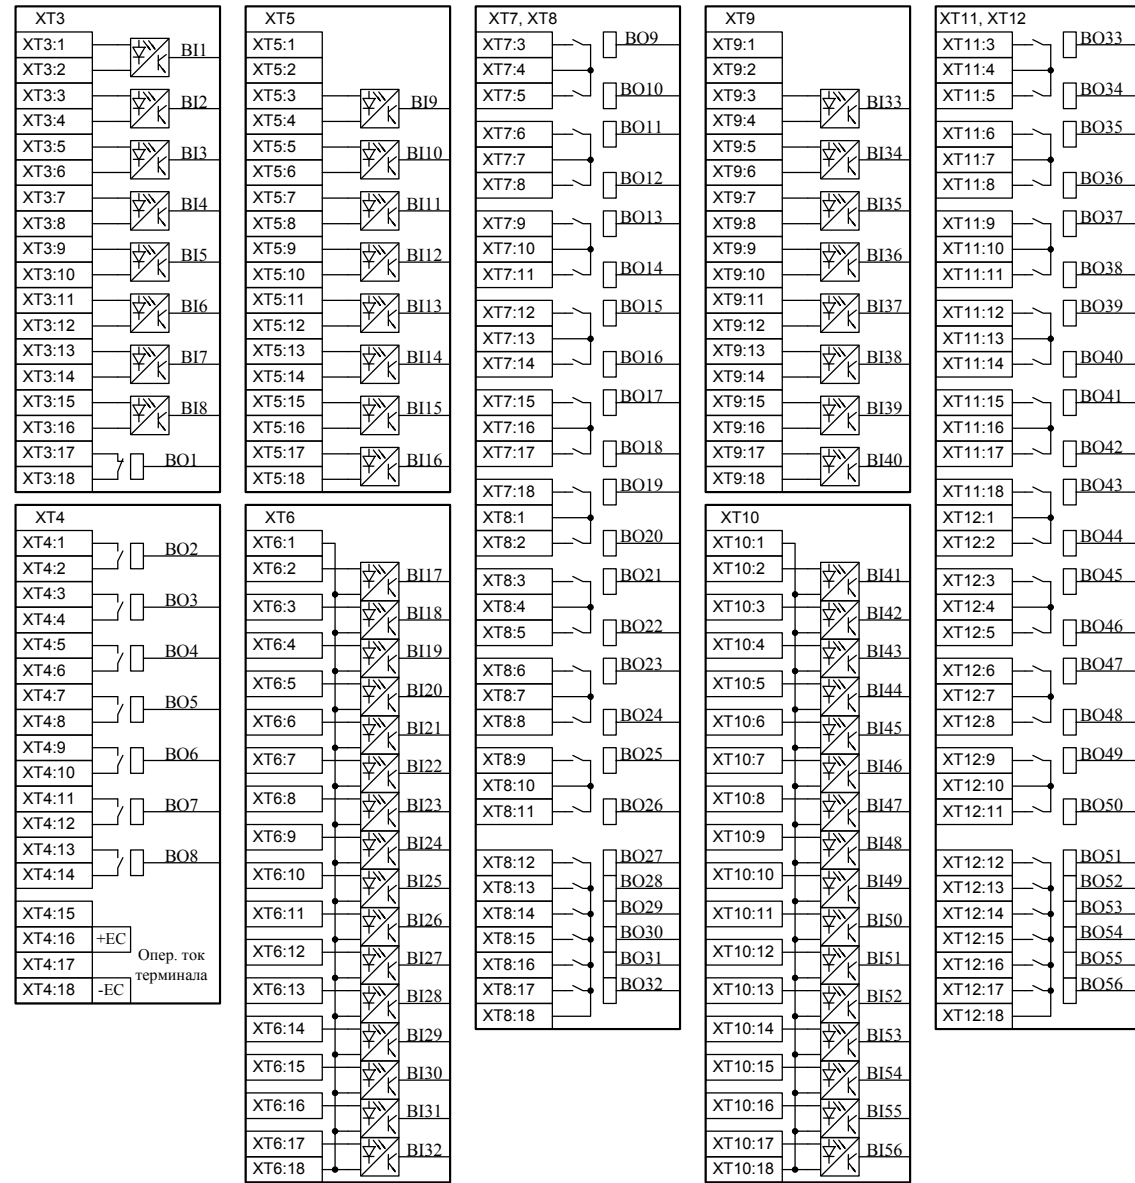 XT3
XT3:1
BI1
XT3:2
XT3:3
BI2
XT3:4
XT3:5
BI3
XT3:6
XT3:7
BI4
XT3:8
XT3:9
BI5
XT3:10
XT3:11
BI6
XT3:12
XT3:13
BI7
XT3:14
XT3:15
BI8
XT3:16
XT3:17
BO1
XT3:18
XT4
XT4:1
BO2
XT4:2
XT4:3
BO3
XT4:4
XT4:5
BO4
XT4:6
XT4:7
BO5
XT4:8
XT4:9
BO6
XT4:10
XT4:11
BO7
XT4:12
XT4:13
BO8
XT4:14
XT4:15
XT4:16 +EC
Опер. ток
XT4:17
терминала
XT4:18 -EC
XT5
XT5:1
XT5:2
XT5:3
BI9
XT5:4
XT5:5
BI10
XT5:6
XT5:7
BI11
XT5:8
XT5:9
BI12
XT5:10
XT5:11
BI13
XT5:12
XT5:13
BI14
XT5:14
XT5:15
BI15
XT5:16
XT5:17
BI16
XT5:18
XT6
XT6:1
XT6:2
BI17
XT6:3
BI18
XT6:4
BI19
XT6:5
BI20
XT6:6
BI21
XT6:7
BI22
XT6:8
BI23
XT6:9
BI24
XT6:10
BI25
XT6:11
BI26
XT6:12
BI27
XT6:13
BI28
XT6:14
BI29
XT6:15
BI30
XT6:16
BI31
XT6:17
BI32
XT6:18
XT7, XT8
XT7:3
BO9
XT7:4
XT7:5
BO10
XT7:6
BO11
XT7:7
XT7:8
BO12
XT7:9
BO13
XT7:10
XT7:11
BO14
XT7:12
BO15
XT7:13
XT7:14
BO16
XT7:15
BO17
XT7:16
XT7:17
BO18
XT7:18
BO19
XT8:1
XT8:2
BO20
XT8:3
BO21
XT8:4
XT8:5
BO22
XT8:6
BO23
XT8:7
XT8:8
BO24
XT8:9
BO25
XT8:10
XT8:11
BO26
XT8:12
BO27
XT8:13
BO28
XT8:14
BO29
XT8:15
BO30
XT8:16
BO31
XT8:17
BO32
XT8:18
XT9
XT9:1
XT9:2
XT9:3
BI33
XT9:4
XT9:5
BI34
XT9:6
XT9:7
BI35
XT9:8
XT9:9
BI36
XT9:10
XT9:11
BI37
XT9:12
XT9:13
BI38
XT9:14
XT9:15
BI39
XT9:16
XT9:17
BI40
XT9:18
XT10
XT10:1
XT10:2
BI41
XT10:3
BI42
XT10:4
BI43
XT10:5
BI44
XT10:6
BI45
XT10:7
BI46
XT10:8
BI47
XT10:9
BI48
XT10:10
BI49
XT10:11
BI50
XT10:12
BI51
XT10:13
BI52
XT10:14
BI53
XT10:15
BI54
XT10:16
BI55
XT10:17
BI56
XT10:18
XT11, XT12
XT11:3
BO33
XT11:4
XT11:5
BO34
XT11:6
BO35
XT11:7
XT11:8
BO36
XT11:9
BO37
XT11:10
XT11:11
BO38
XT11:12
BO39
XT11:13
XT11:14
BO40
XT11:15
BO41
XT11:16
XT11:17
BO42
XT11:18
BO43
XT12:1
XT12:2
BO44
XT12:3
BO45
XT12:4
XT12:5
BO46
XT12:6
BO47
XT12:7
XT12:8
BO48
XT12:9
BO49
XT12:10
XT12:11
BO50
XT12:12
BO51
XT12:13
BO52
XT12:14
BO53
XT12:15
BO54
XT12:16
BO55
XT12:17
BO56
XT12:18